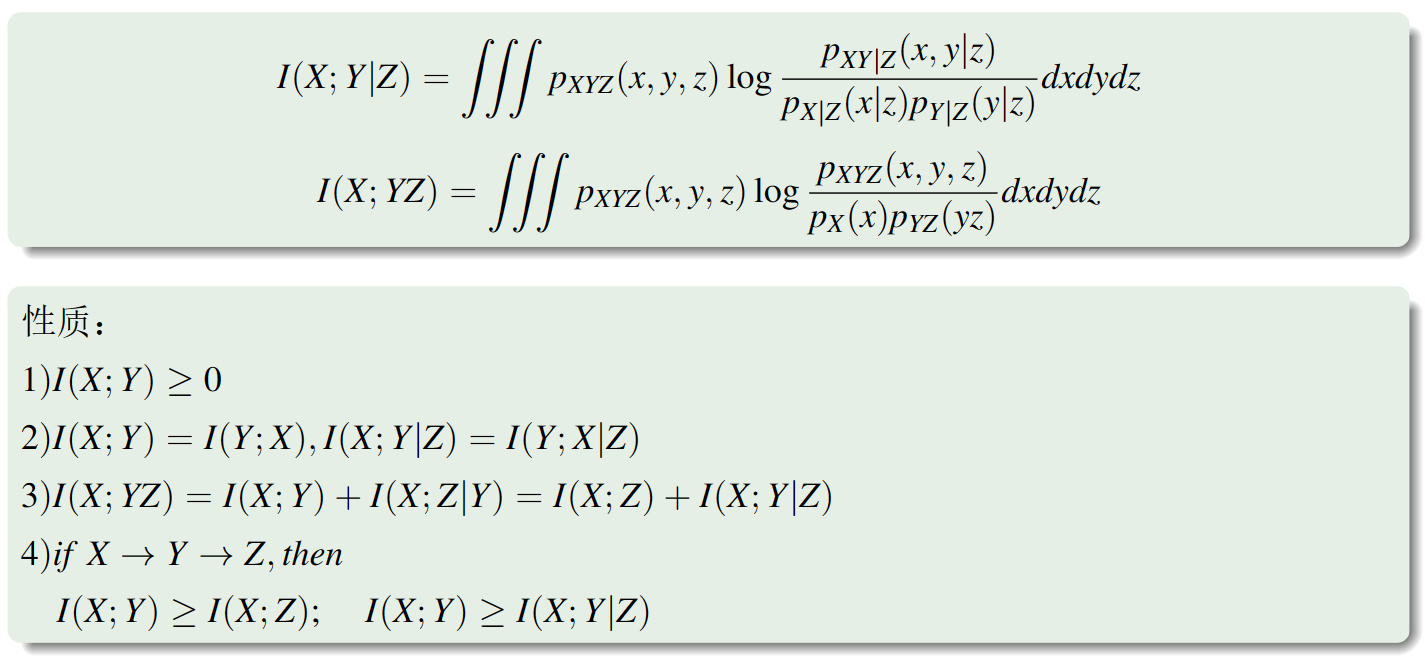 I(X; Y|Z) = ∭ p_{XYZ}(x, y, z) log \frac{p_{XY|Z}(x, y|z)}{p_{X|Z}(x|z)p_{Y|Z}(y|z)} dxdydz
I(X; YZ) = ∭ p_{XYZ}(x, y, z) log \frac{p_{XYZ}(x, y, z)}{p_X(x)p_{YZ}(yz)} dxdydz
性质：
1)I(X; Y) ≥ 0
2)I(X; Y) = I(Y; X), I(X; Y|Z) = I(Y; X|Z)
3)I(X; YZ) = I(X; Y) + I(X; Z|Y) = I(X; Z) + I(X; Y|Z)
4)if X → Y → Z, then
I(X; Y) ≥ I(X; Z); I(X; Y) ≥ I(X; Y|Z)